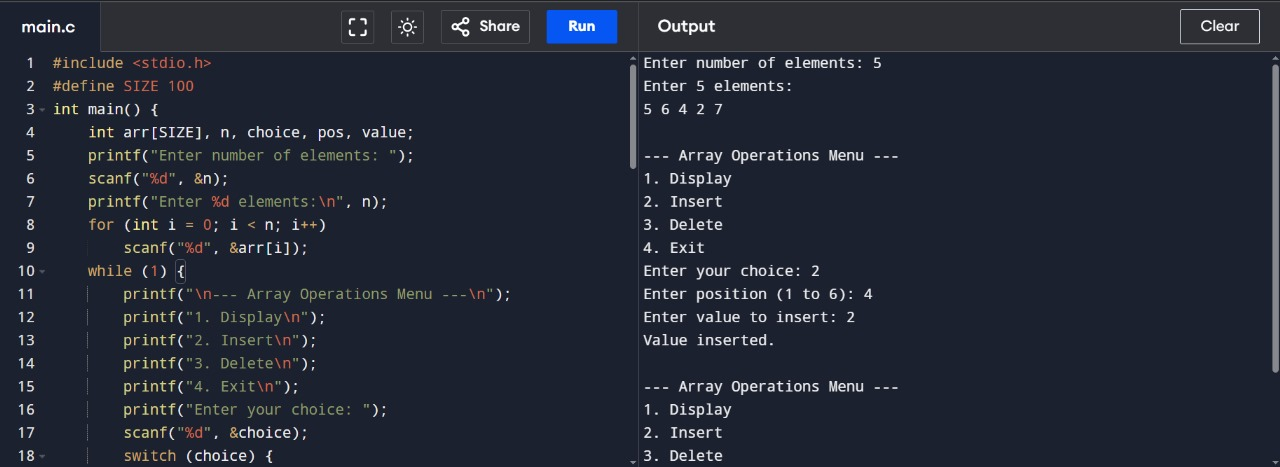 main.c
Share
Run
Output
Clear
1 #include <stdio.h>
2 #define SIZE 100
3 int main() {
4     int arr[SIZE], n, choice, pos, value;
5     printf("Enter number of elements: ");
6     scanf("%d", &n);
7     printf("Enter %d elements:\n", n);
8     for (int i = 0; i < n; i++)
9         scanf("%d", &arr[i]);
10     while (1) {
11         printf("\n--- Array Operations Menu ---\n");
12         printf("1. Display\n");
13         printf("2. Insert\n");
14         printf("3. Delete\n");
15         printf("4. Exit\n");
16         printf("Enter your choice: ");
17         scanf("%d", &choice);
18         switch (choice) {
Enter number of elements: 5
Enter 5 elements:
5 6 4 2 7
--- Array Operations Menu ---
1. Display
2. Insert
3. Delete
4. Exit
Enter your choice: 2
Enter position (1 to 6): 4
Enter value to insert: 2
Value inserted.
--- Array Operations Menu ---
1. Display
2. Insert
3. Delete